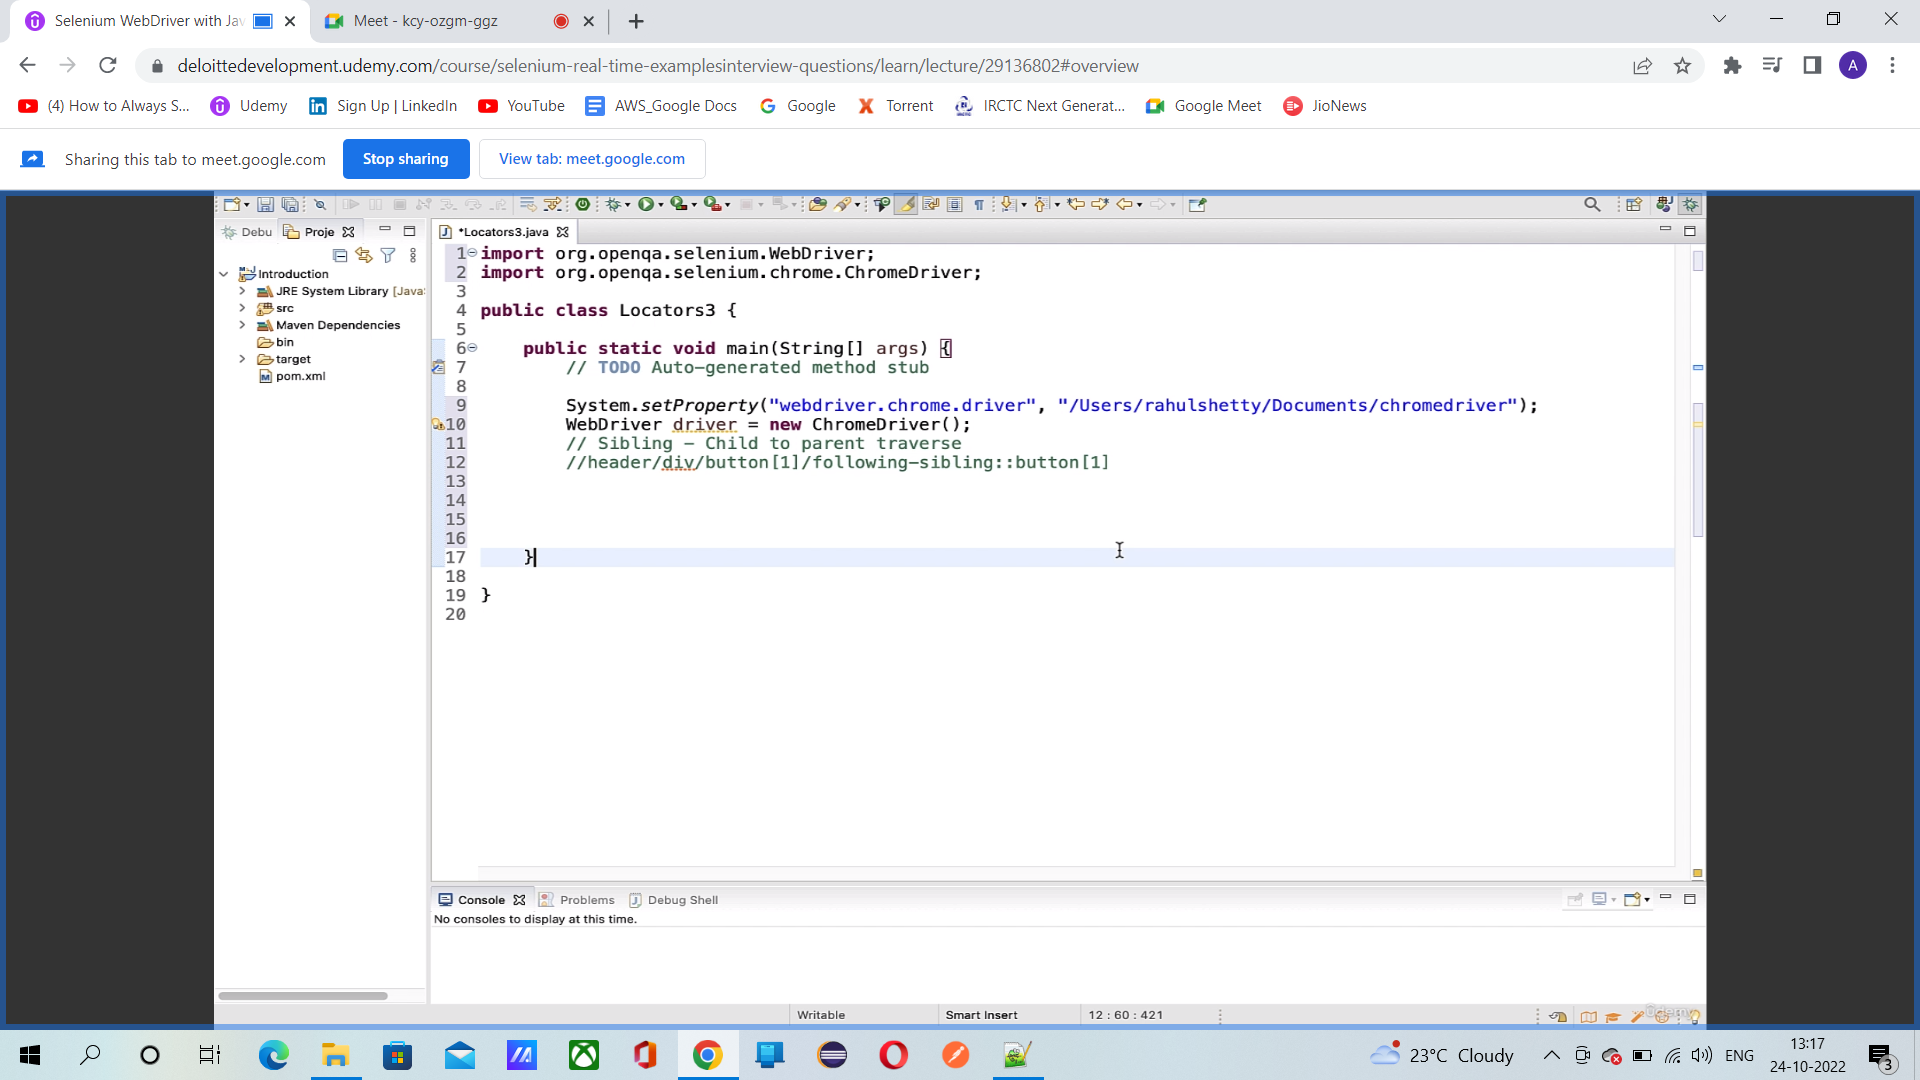 Selenium WebDriver with Jav
Meet - kcy-ozgm-ggz
deloittedevelopment.udemy.com/course/selenium-real-time-examplesinterview-questions/learn/lecture/29136802#overview
A
(4) How to Always S...
Udemy
Sign Up | LinkedIn
YouTube
AWS_Google Docs
Google
Torrent
IRCTC Next Generat...
Google Meet
JioNews
Sharing this tab to meet.google.com
Stop sharing
View tab: meet.google.com
Debu
Proje
*Locators3.java
Introduction
JRE System Library [Java
src
Maven Dependencies
bin
target
pom.xml
1 import org.openqa.selenium.WebDriver;
2 import org.openqa.selenium.chrome.ChromeDriver;
3
4 public class Locators3 {
5
6 public static void main(String[] args) {
7 // TODO Auto-generated method stub
8
9 System.setProperty("webdriver.chrome.driver", "/Users/rahulshetty/Documents/chromedriver");
10 WebDriver driver = new ChromeDriver();
11 // Sibling - Child to parent traverse
12 //header/div/button[1]/following-sibling::button[1]
13
14
15
16
17 }
18
19 }
20
Console
Problems
Debug Shell
No consoles to display at this time.
Writable
Smart Insert
12 : 60 : 421
udemy
23°C Cloudy
ENG
13:17
24-10-2022
3